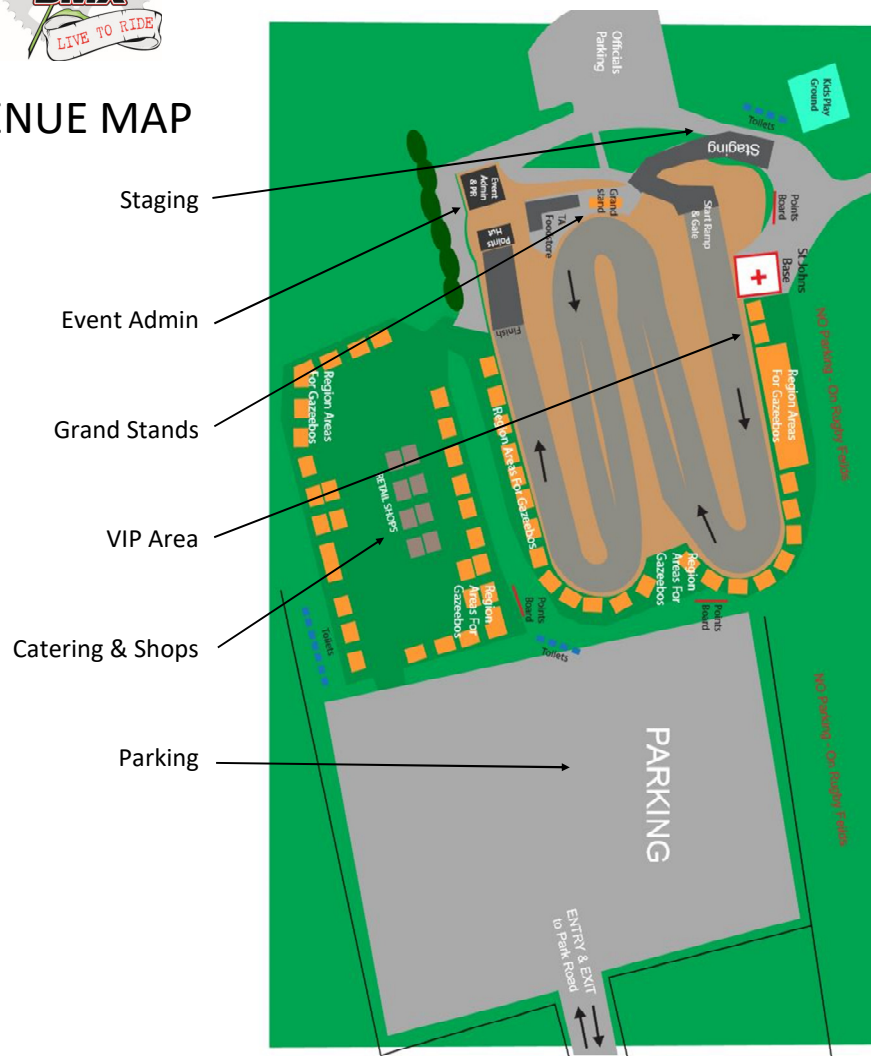 LIVE TO RIDE
ENUE MAP
Staging
Event Admin
Grand Stands
VIP Area
Catering & Shops
Parking
Officials
Parking
Kids Play
Ground
Toilets
Staging
Event
Admin
& PR
Grand
stand
Points
Board
Start Ramp
& Gate
TA
Foodstore
Points
Hut
St Johns
Base
Finish
NO Parking - On Rugby Fields
Region Areas
For Gazeebos
Region Areas
For Gazeebos
Region Areas For Gazeebos
RETAIL SHOPS
Region
Areas For
Gazeebos
Region
Areas For
Gazeebos
Points
Board
Points
Board
Toilets
Toilets
NO Parking - On Rugby Fields
PARKING
ENTRY & EXIT
to Park Road